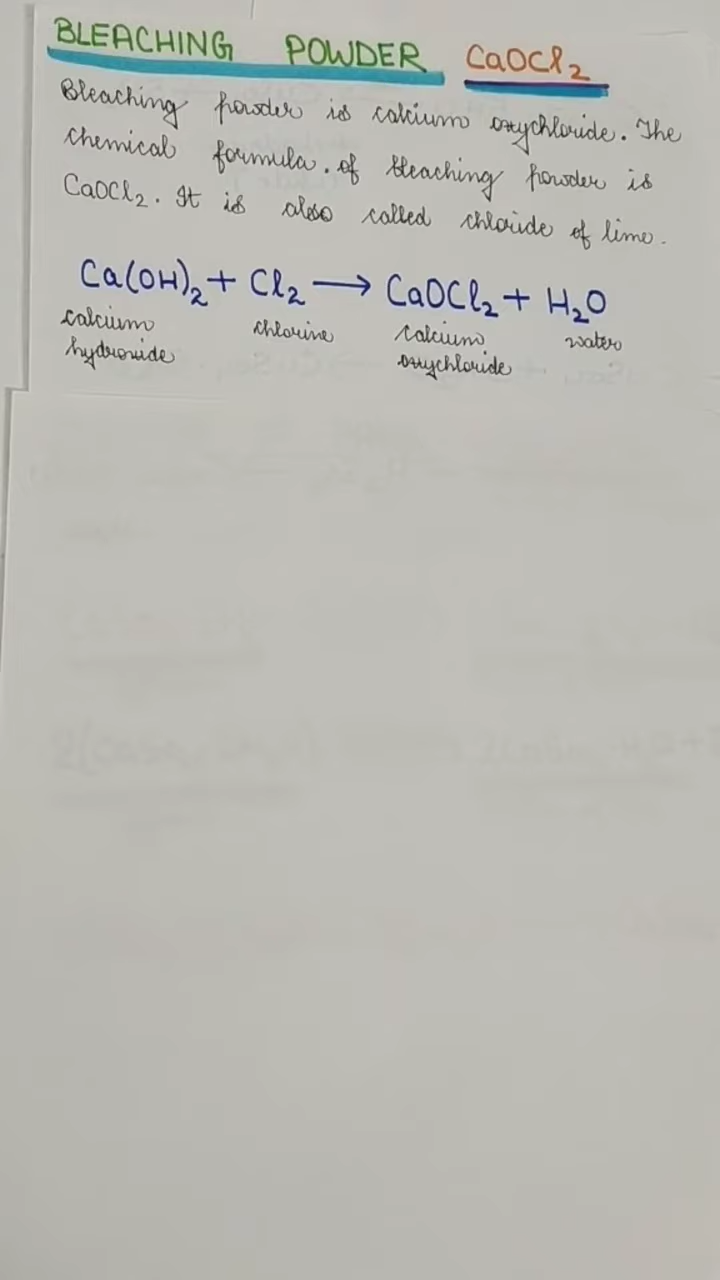 BLEACHING POWDER CaOCl₂
Bleaching powder is calcium oxychloride. The
chemical formula. of bleaching powder is
CaOCl₂. It is also called chloride of lime.
Ca(OH)₂ + Cl₂ → CaOCl₂ + H₂O
calcium chlorine calcium water
hydroxide oxychloride